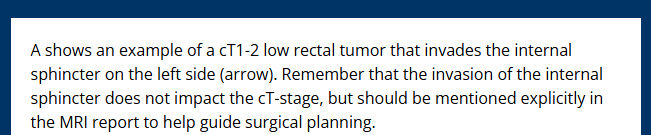 A shows an example of a cT1-2 low rectal tumor that invades the internal
sphincter on the left side (arrow). Remember that the invasion of the internal
sphincter does not impact the cT-stage, but should be mentioned explicitly in
the MRI report to help guide surgical planning.